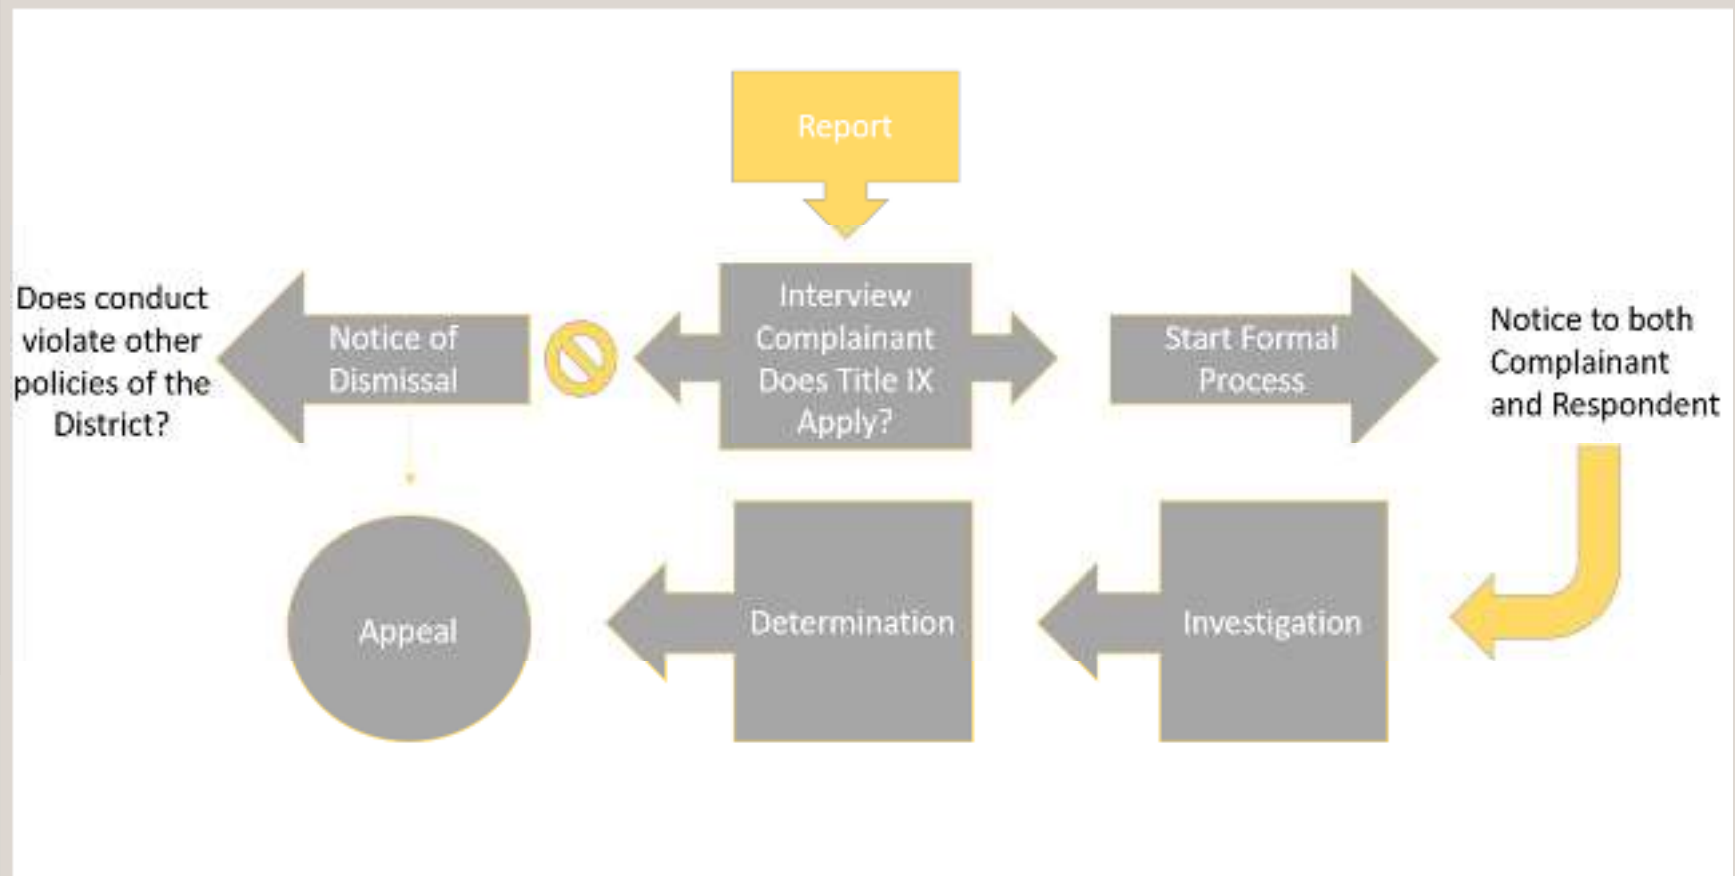 Report
Does conduct
violate other
policies of the
District?
Notice of
Dismissal
Interview
Complainant
Does Title IX
Apply?
Start Formal
Process
Notice to both
Complainant
and Respondent
Appeal
Determination
Investigation